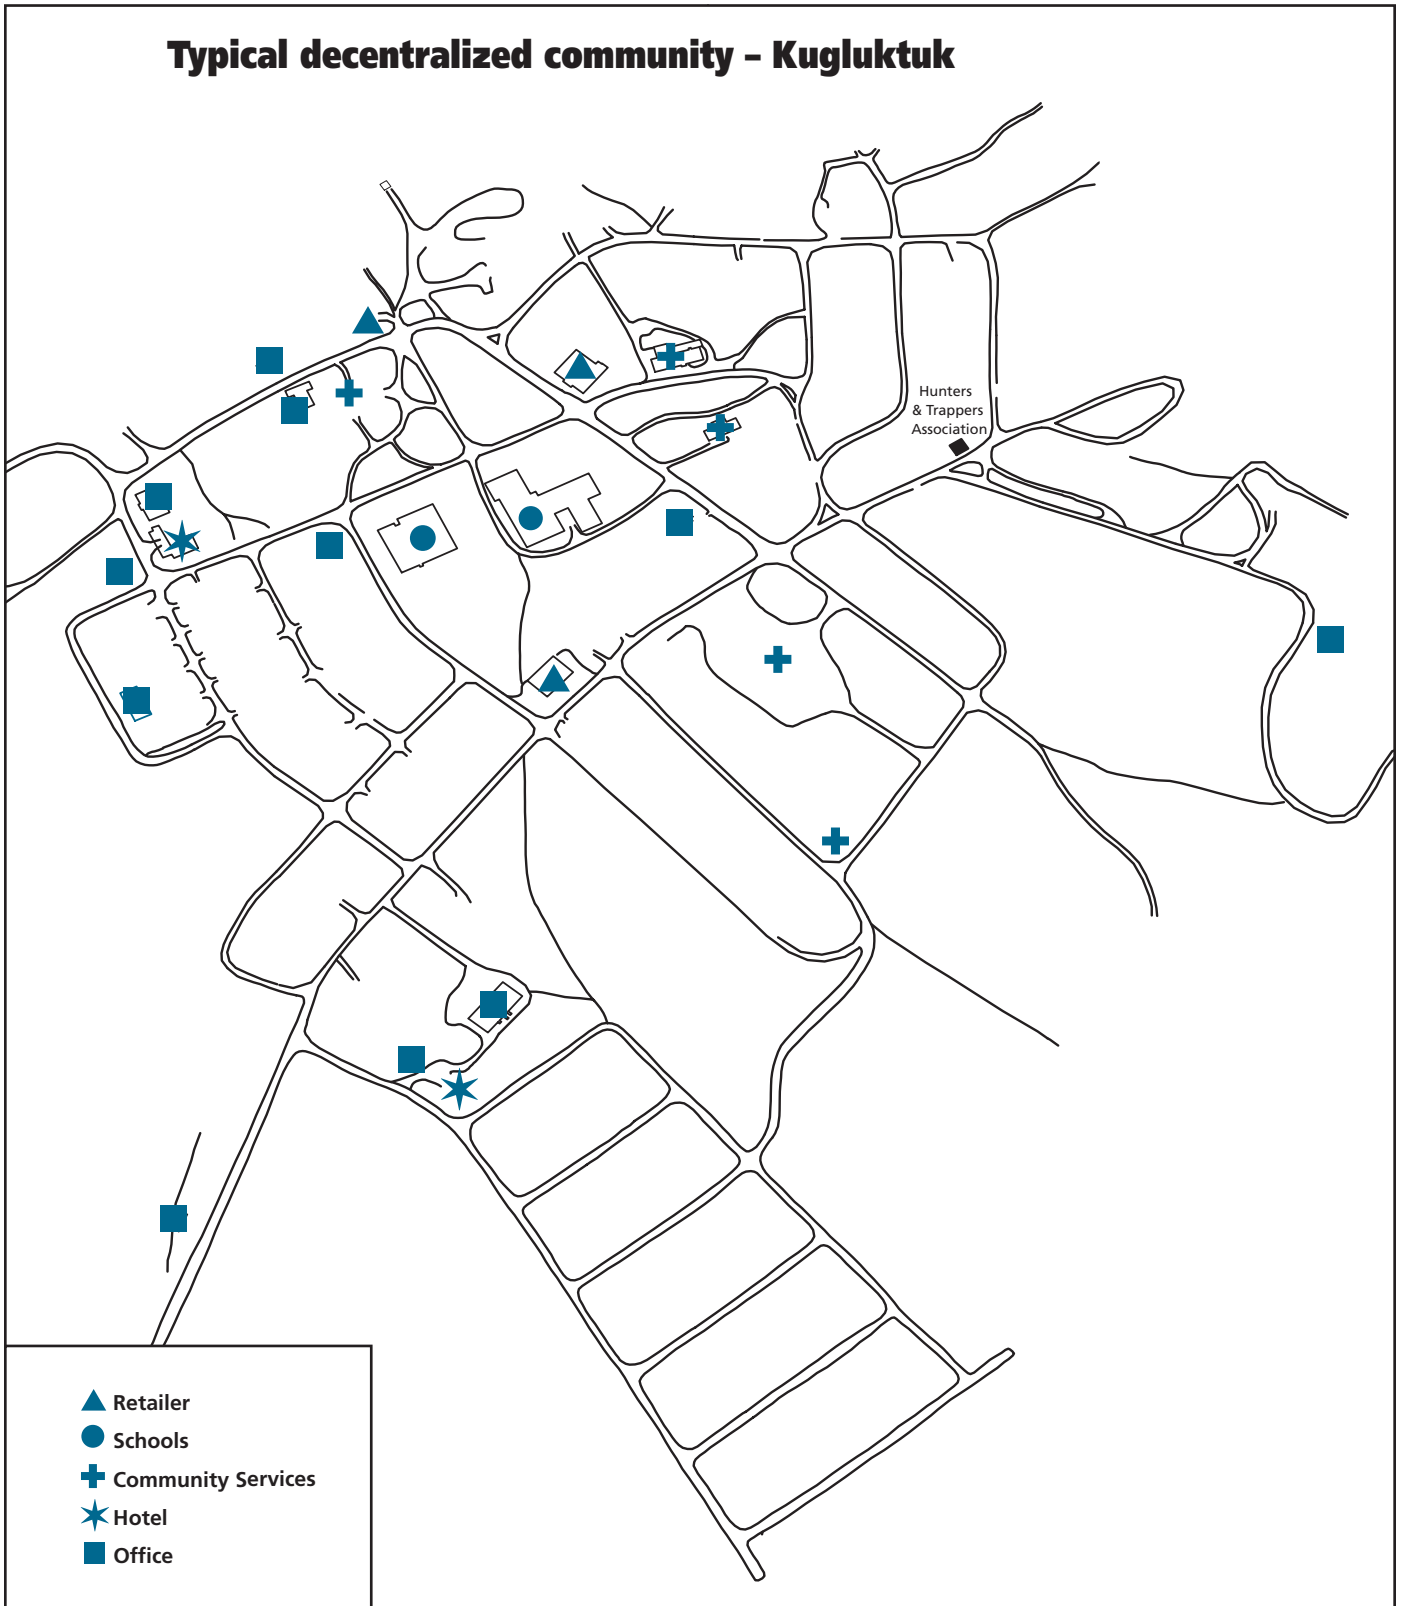 Typical decentralized community – Kugluktuk
Hunters
& Trappers
Association
Retailer
Schools
Community Services
Hotel
Office